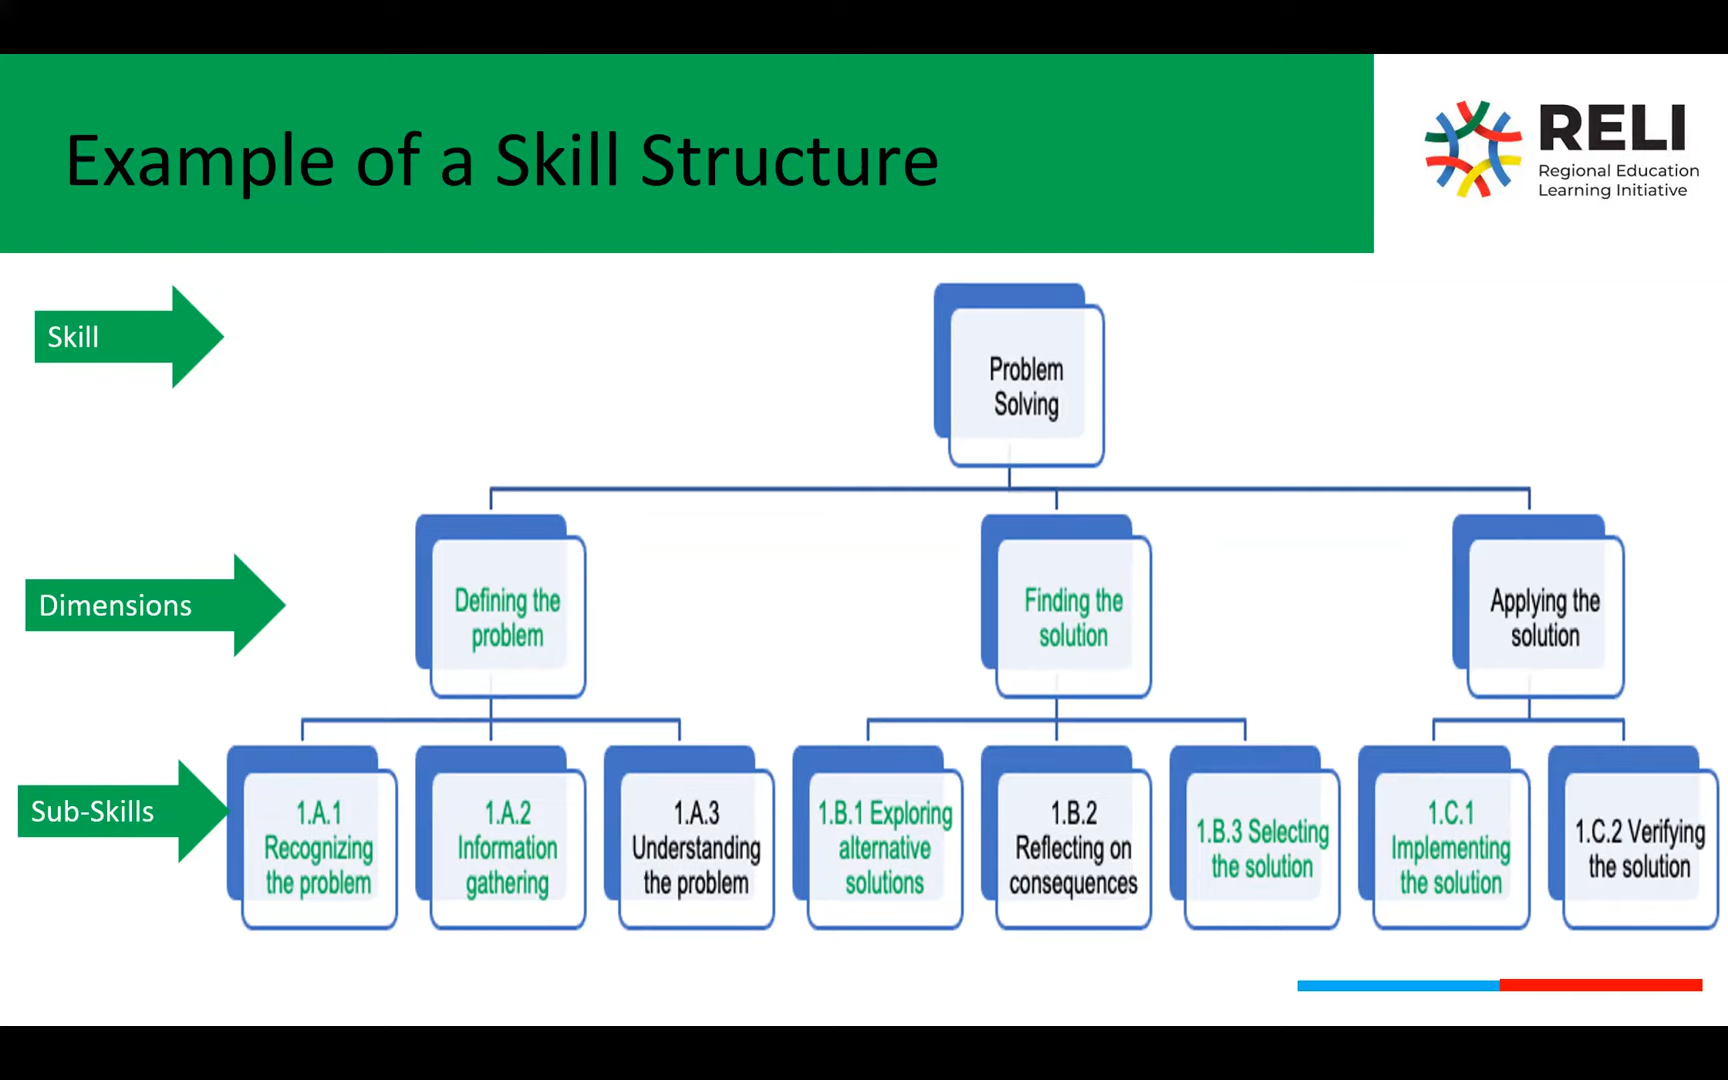 Example of a Skill Structure
RELI
Regional Education
Learning Initiative
Skill
Problem
Solving
Dimensions
Defining the
problem
Finding the
solution
Applying the
solution
Sub-Skills
1.A.1
Recognizing
the problem
1.A.2
Information
gathering
1.A.3
Understanding
the problem
1.B.1 Exploring
alternative
solutions
1.B.2
Reflecting on
consequences
1.B.3 Selecting
the solution
1.C.1
Implementing
the solution
1.C.2 Verifying
the solution